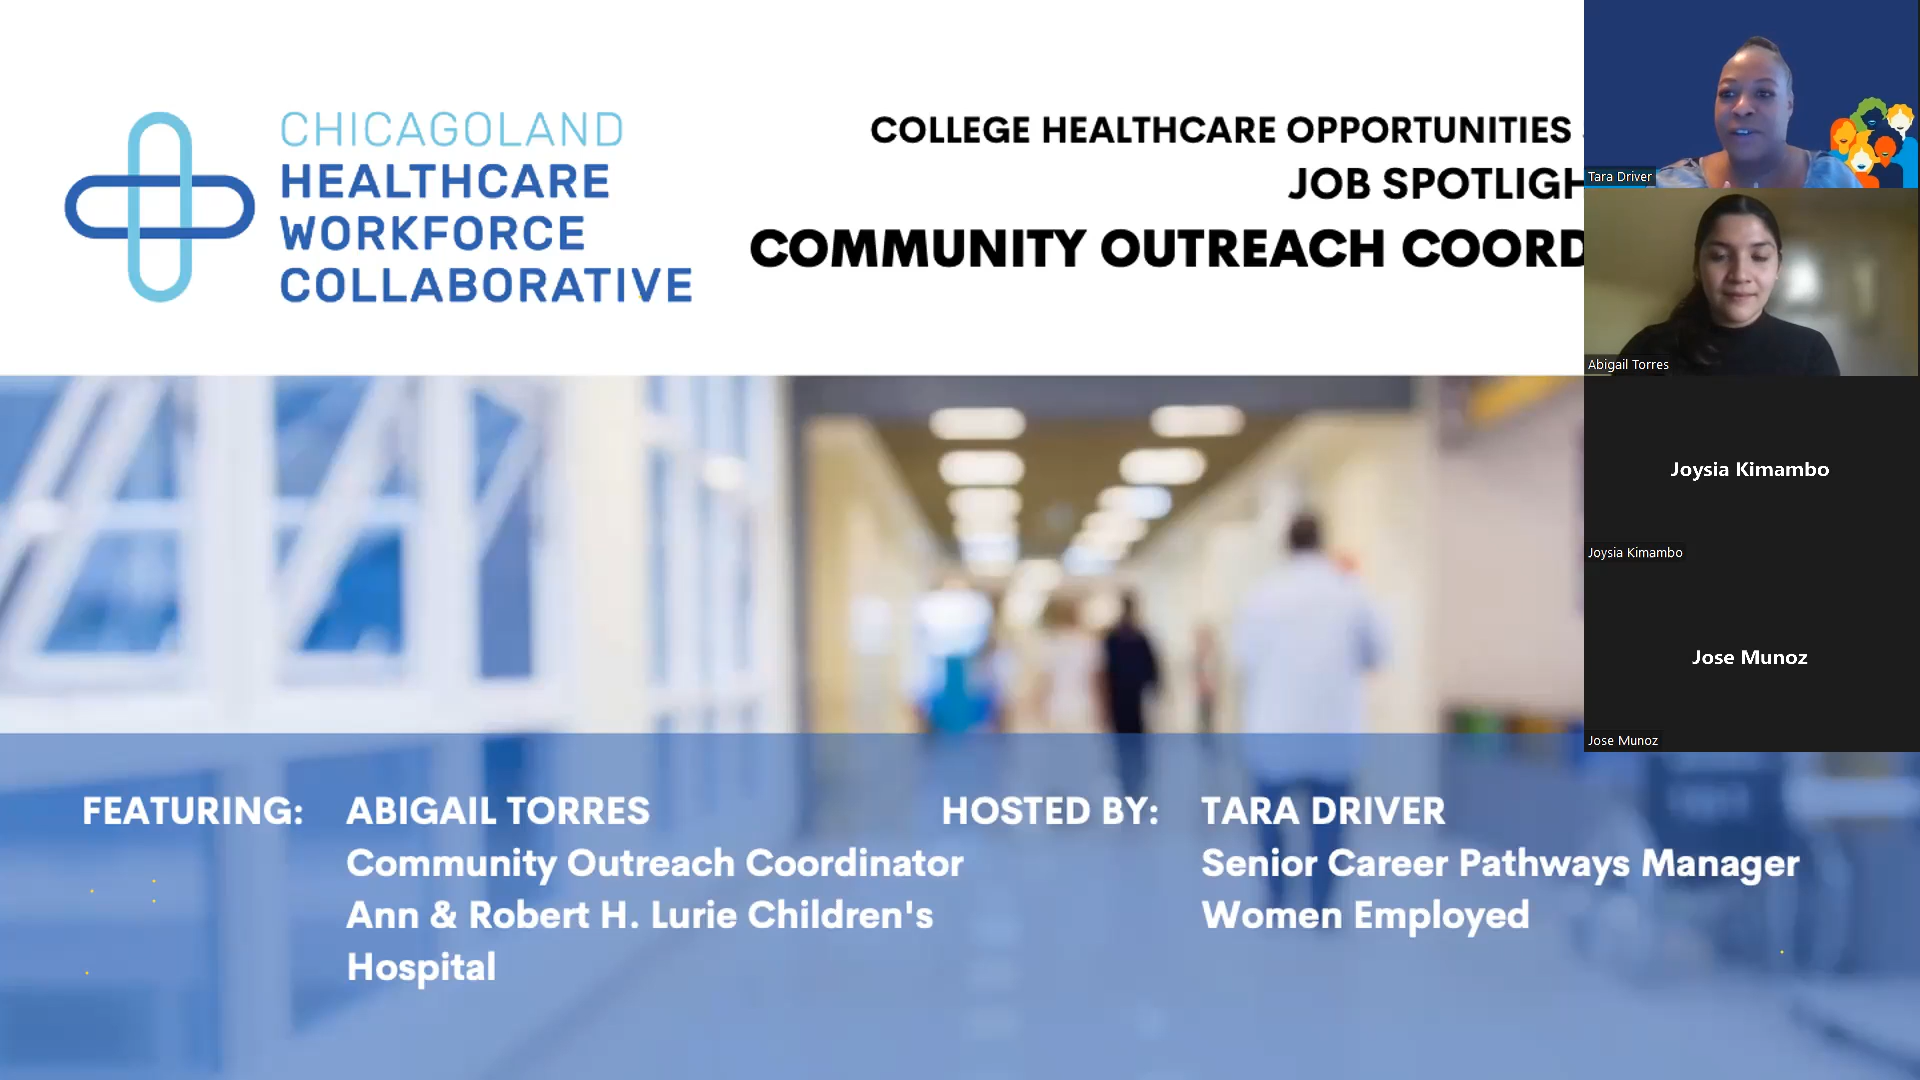 CHICAGOLAND
HEALTHCARE
WORKFORCE
COLLABORATIVE
COLLEGE HEALTHCARE OPPORTUNITIES
JOB SPOTLIGH
COMMUNITY OUTREACH COORD
Tara Driver
Abigail Torres
Joysia Kimambo
Joysia Kimambo
Jose Munoz
Jose Munoz
FEATURING:
ABIGAIL TORRES
Community Outreach Coordinator
Ann & Robert H. Lurie Children's
Hospital
HOSTED BY:
TARA DRIVER
Senior Career Pathways Manager
Women Employed